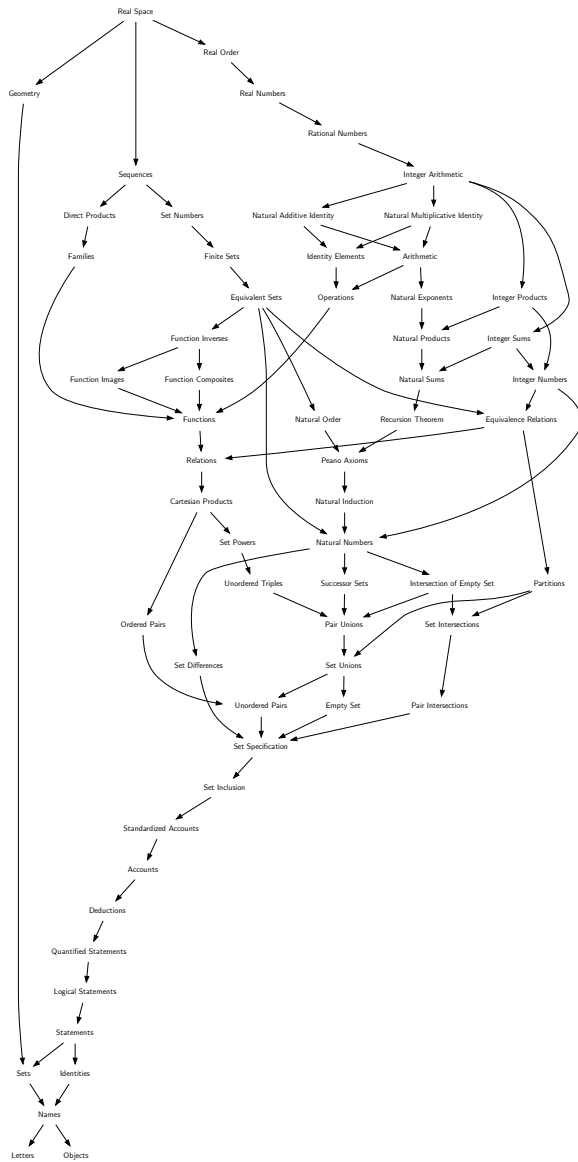 Real Space
Real Order
Geometry
Real Numbers
Rational Numbers
Sequences
Integer Arithmetic
Direct Products
Set Numbers
Natural Additive Identity
Natural Multiplicative Identity
Families
Finite Sets
Identity Elements
Arithmetic
Equivalent Sets
Operations
Natural Exponents
Integer Products
Function Inverses
Natural Products
Integer Sums
Function Images
Function Composites
Natural Sums
Integer Numbers
Functions
Natural Order
Recursion Theorem
Equivalence Relations
Relations
Peano Axioms
Cartesian Products
Natural Induction
Set Powers
Natural Numbers
Unordered Triples
Successor Sets
Intersection of Empty Set
Partitions
Ordered Pairs
Pair Unions
Set Intersections
Set Differences
Set Unions
Unordered Pairs
Empty Set
Pair Intersections
Set Specification
Set Inclusion
Standardized Accounts
Accounts
Deductions
Quantified Statements
Logical Statements
Statements
Sets
Identities
Names
Letters
Objects